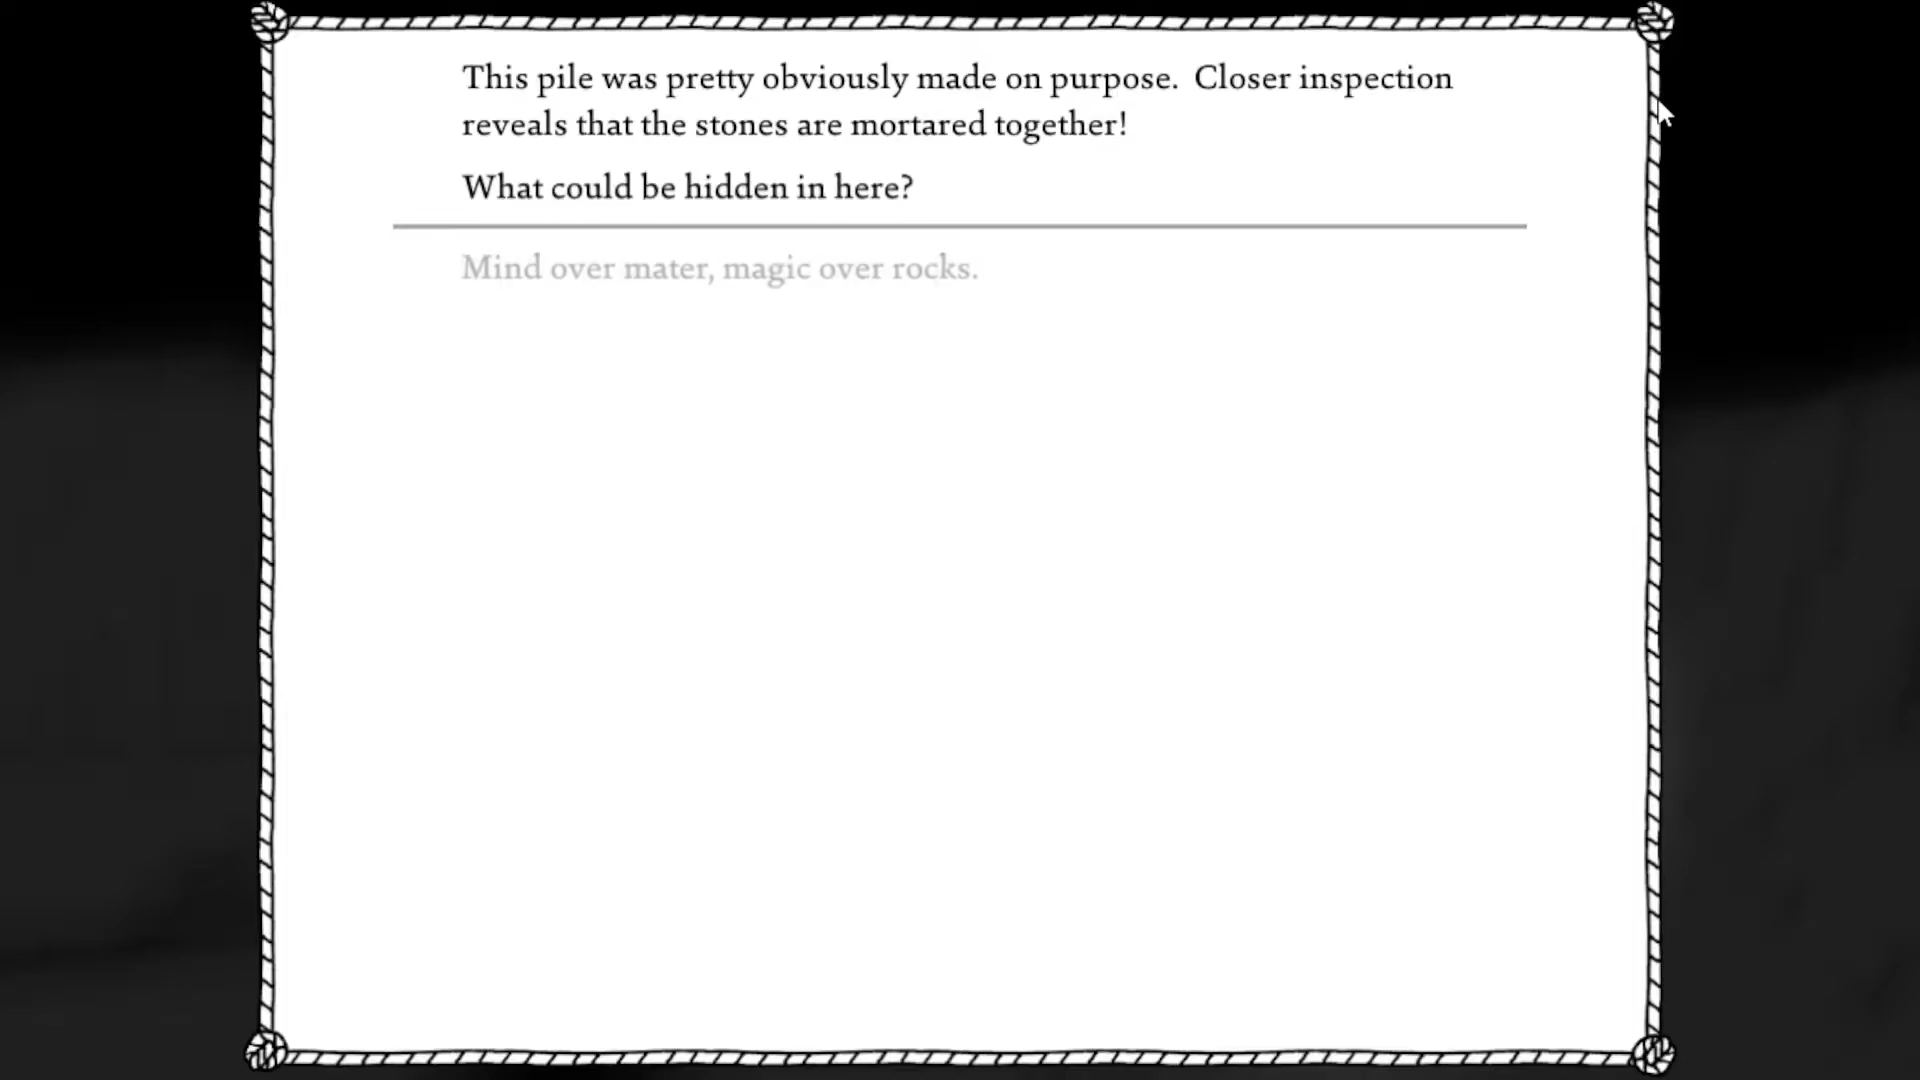 This pile was pretty obviously made on purpose.  Closer inspection
reveals that the stones are mortared together!
What could be hidden in here?
Mind over mater, magic over rocks.